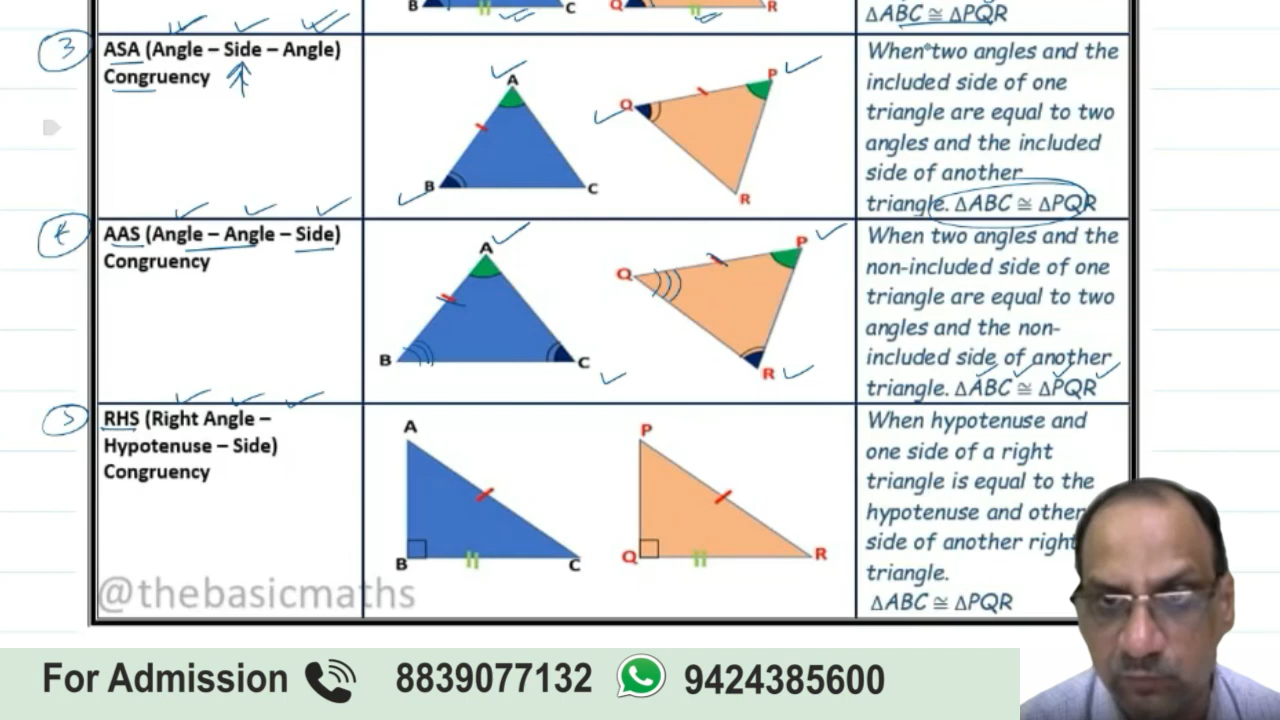 B C Q R
ΔABC ≅ ΔPQR
3
ASA (Angle – Side – Angle)
Congruency
A
B
C
P
Q
R
When two angles and the
included side of one
triangle are equal to two
angles and the included
side of another
triangle. ΔABC ≅ ΔPQR
AAS (Angle – Angle – Side)
Congruency
A
B
C
P
Q
R
When two angles and the
non-included side of one
triangle are equal to two
angles and the non-
included side of another
triangle. ΔABC ≅ ΔPQR
5
RHS (Right Angle –
Hypotenuse – Side)
Congruency
A
B
C
P
Q
R
When hypotenuse and
one side of a right
triangle is equal to the
hypotenuse and other
side of another right
triangle.
ΔABC ≅ ΔPQR
@thebasicmaths
For Admission 8839077132 9424385600